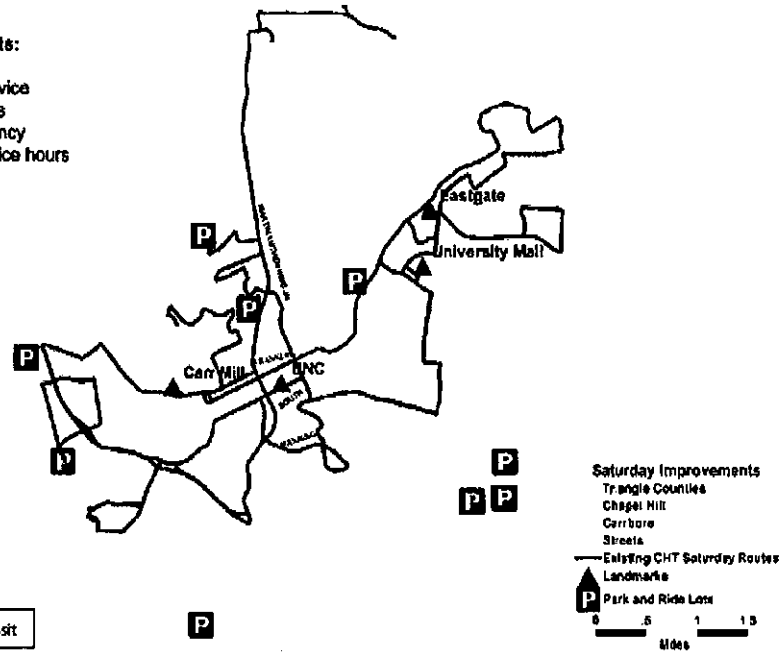 ts:
vice
s
ncy
ice hours
P
P
P
P
P
P
P
P
P
Eastgate
University Mall
Carr Mill
UNC
SOUTH
Saturday Improvements
Triangle Counties
Chapel Hill
Carrboro
Streets
Existing CHT Saturday Routes
Landmarks
P Park and Ride Lots
0 .5 1 1.5
Miles
sit